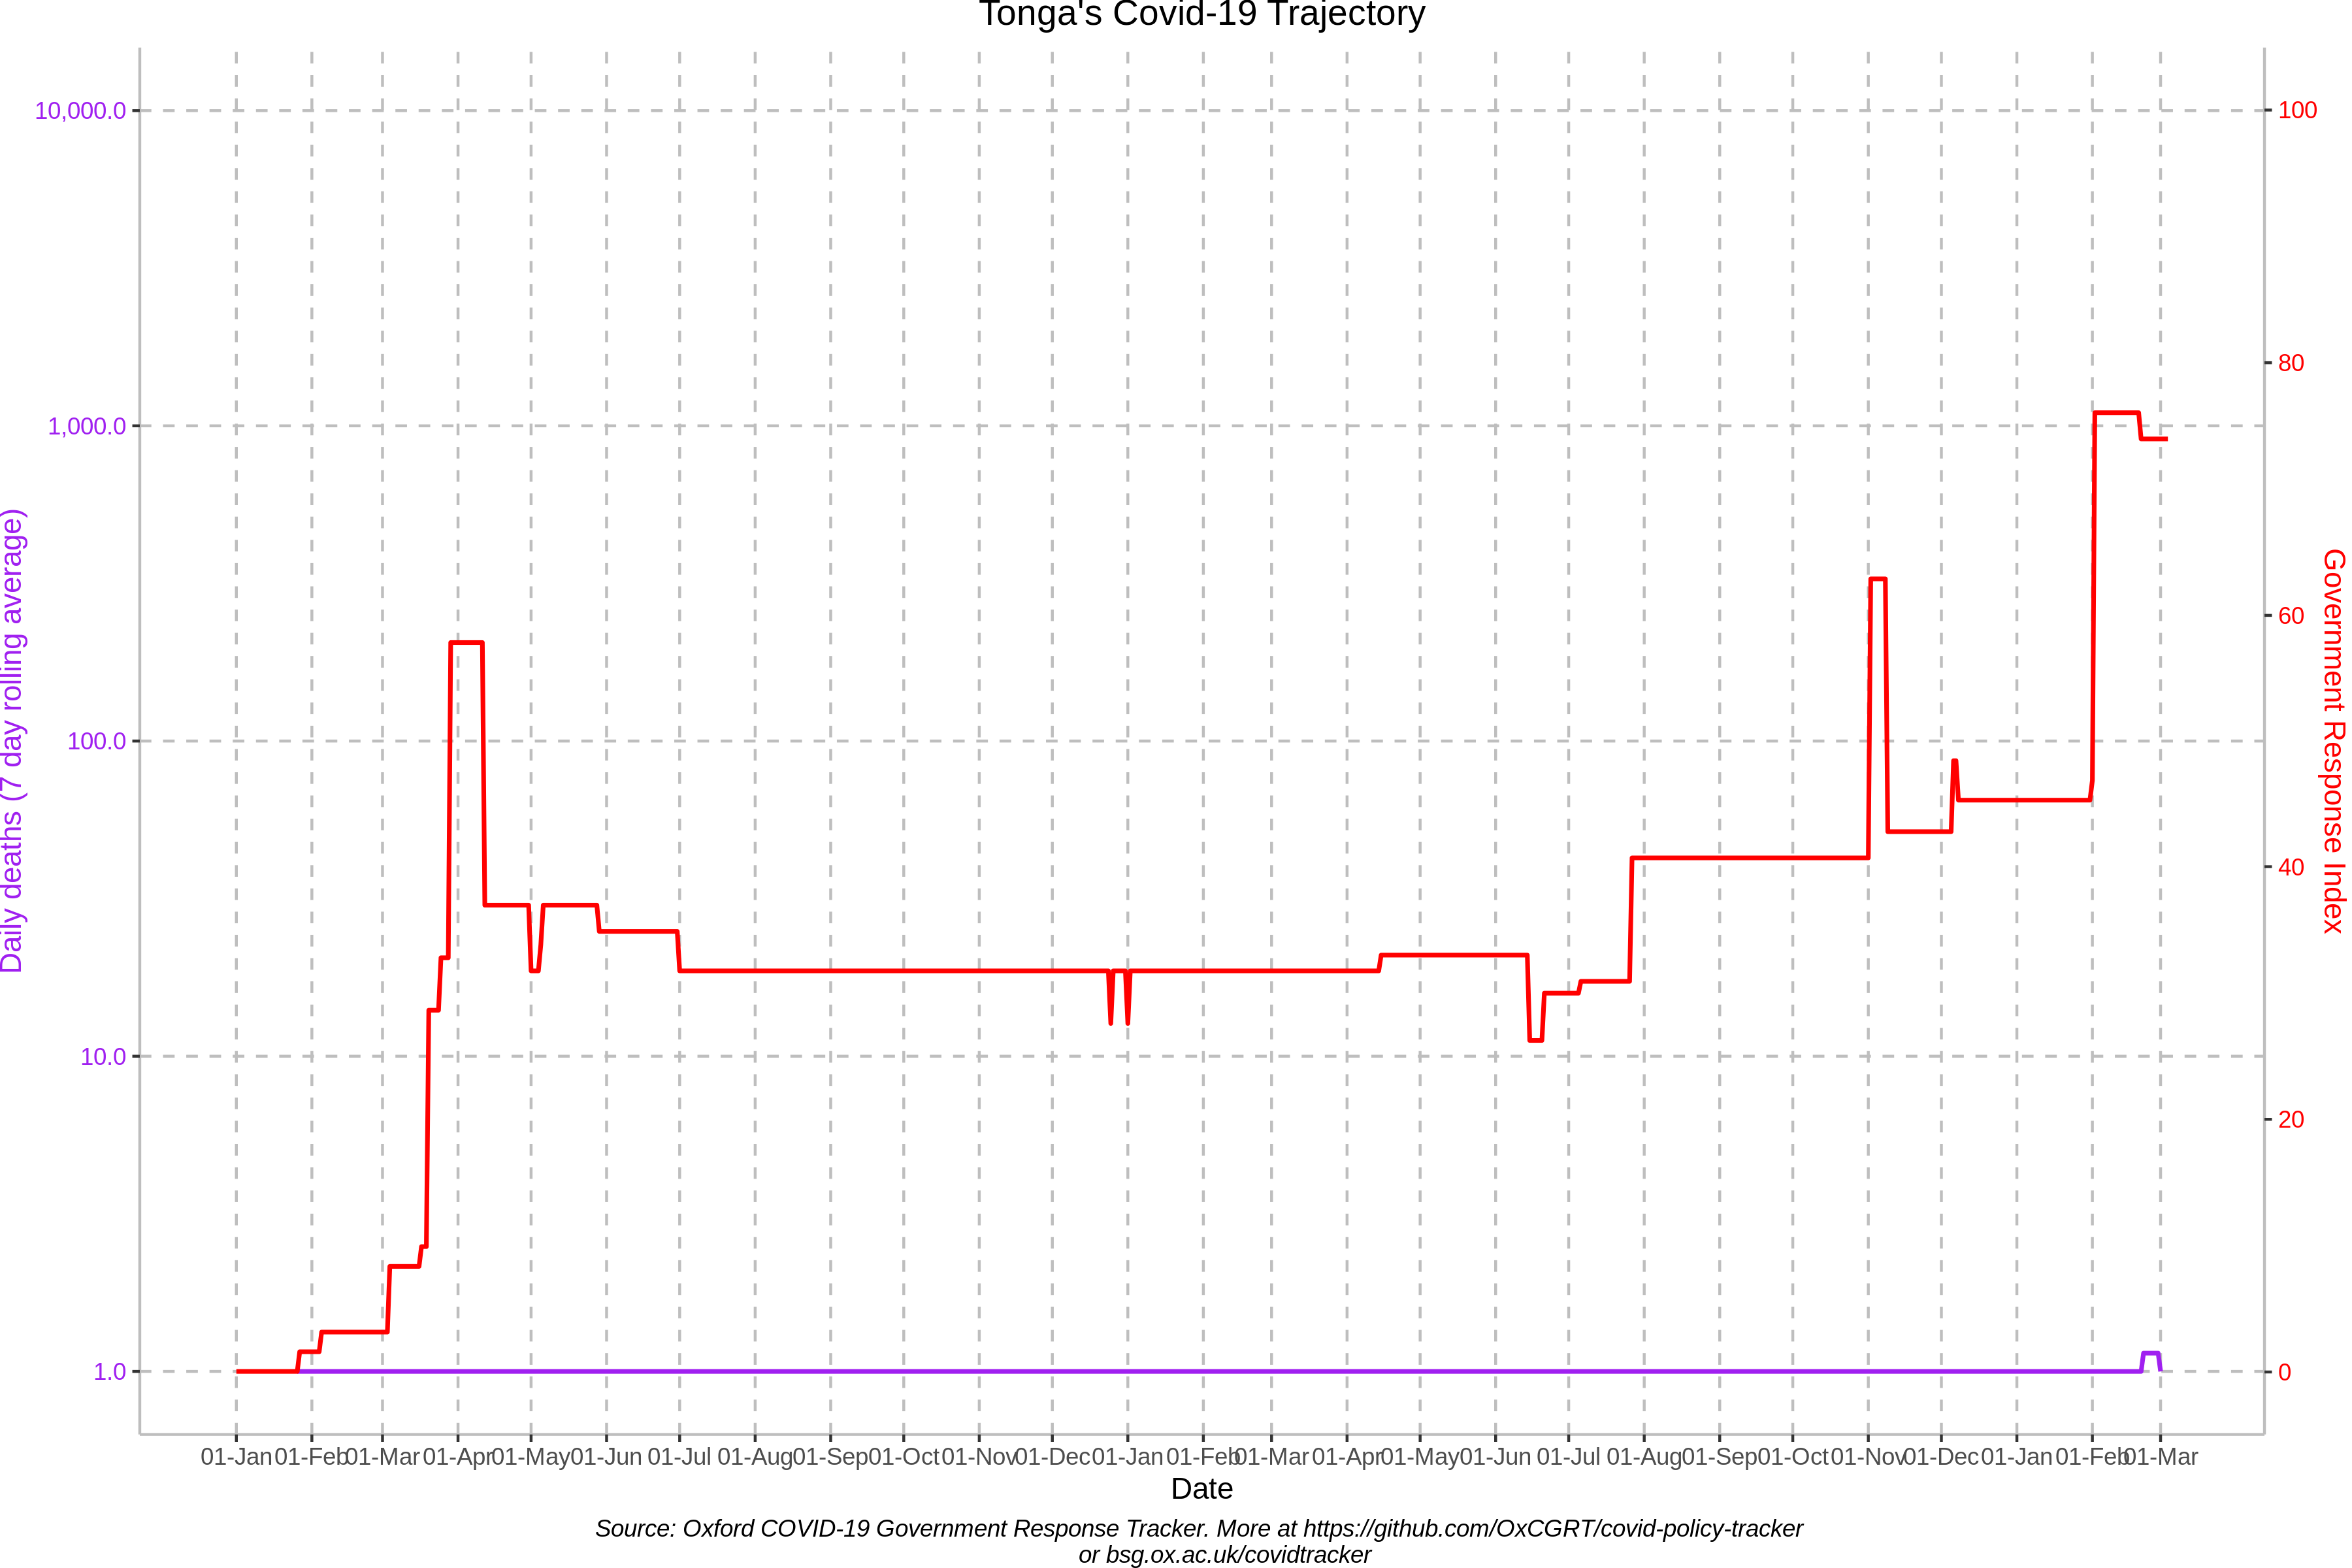 Tonga's Covid-19 Trajectory
10,000.0
1,000.0
100.0
10.0
1.0
Daily deaths (7 day rolling average)
100
80
60
40
20
0
Government Response Index
01-Jan 01-Feb 01-Mar 01-Apr 01-May 01-Jun 01-Jul 01-Aug 01-Sep 01-Oct 01-Nov 01-Dec 01-Jan 01-Feb 01-Mar 01-Apr 01-May 01-Jun 01-Jul 01-Aug 01-Sep 01-Oct 01-Nov 01-Dec 01-Jan 01-Feb 01-Mar
Date
Source: Oxford COVID-19 Government Response Tracker. More at https://github.com/OxCGRT/covid-policy-tracker
or bsg.ox.ac.uk/covidtracker